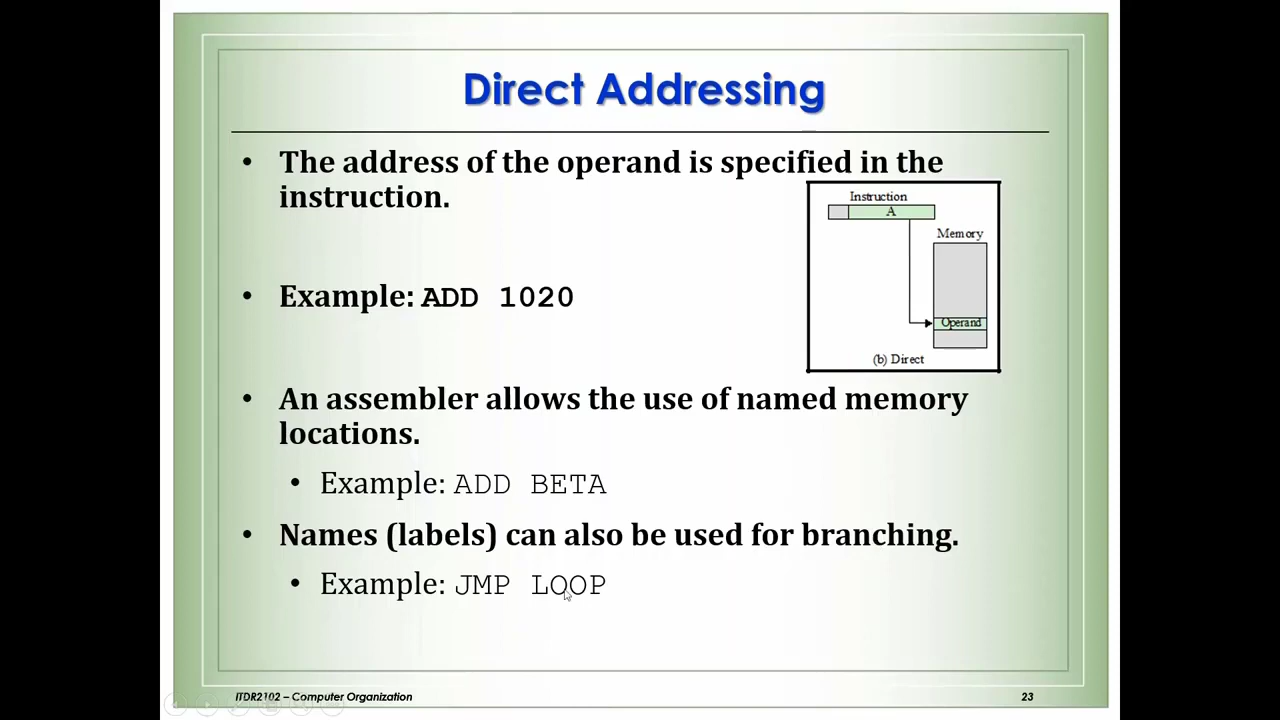 Direct Addressing
• The address of the operand is specified in the
instruction.
Instruction
A
Memory
Operand
(b) Direct
• Example: ADD 1020
• An assembler allows the use of named memory
locations.
• Example: ADD BETA
• Names (labels) can also be used for branching.
• Example: JMP LOOP
ITDR2102 – Computer Organization
23